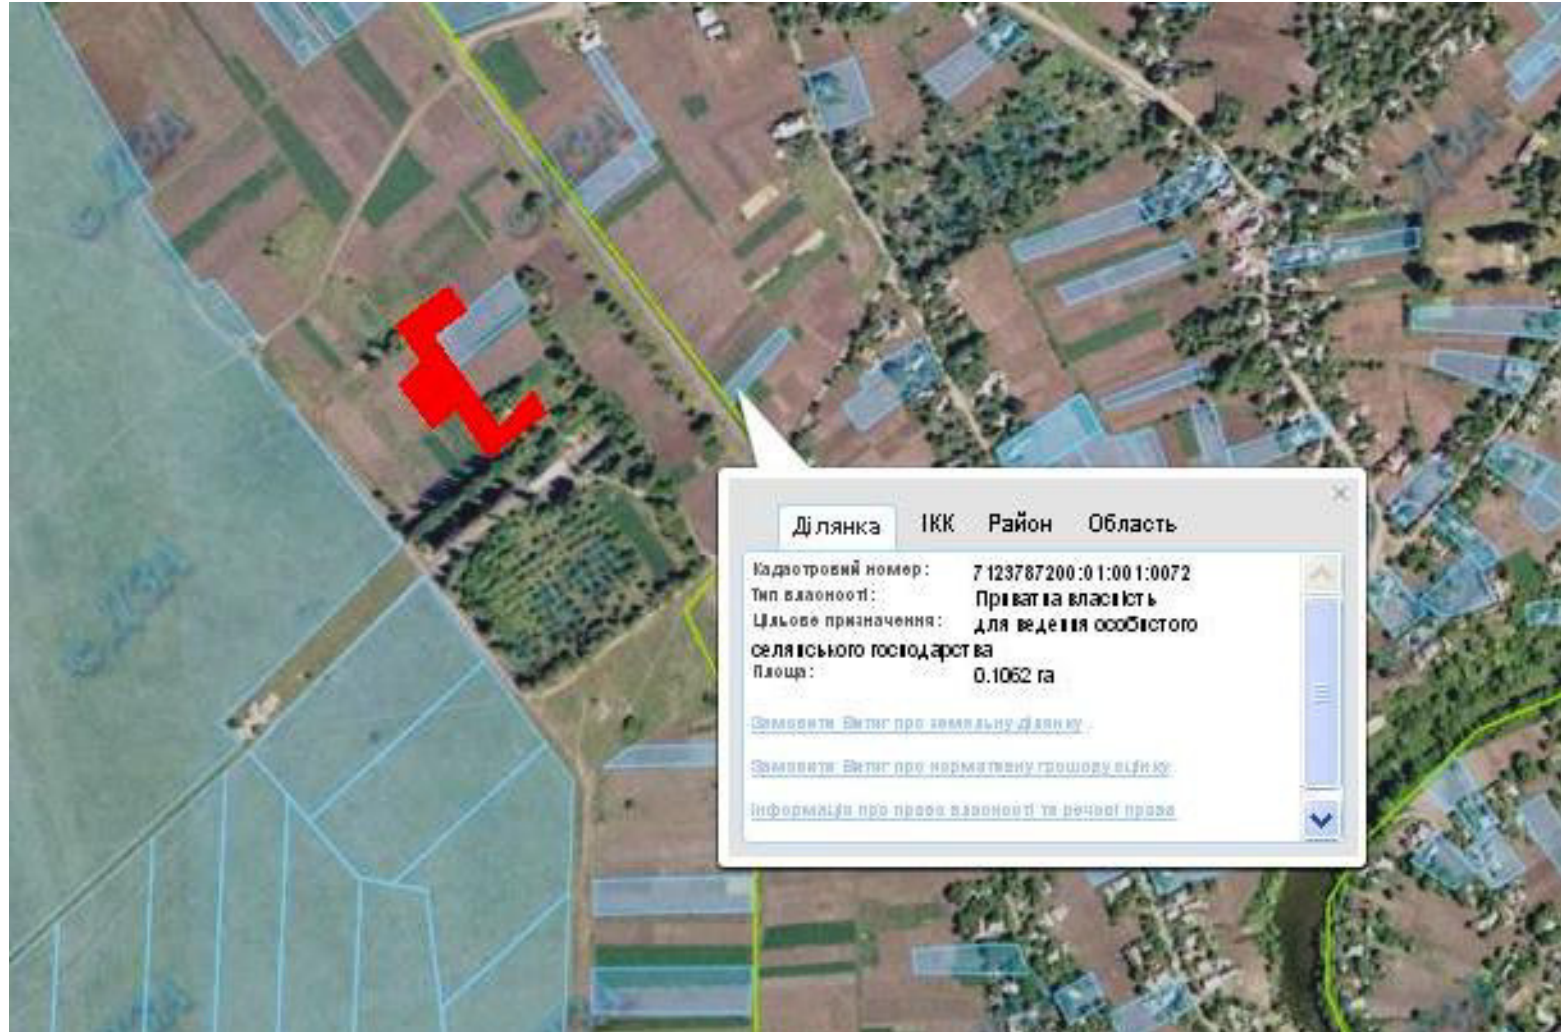 Ділянка ІКК Район Область
Кадастровий номер: 7123787200:01:001:0072
Тип власності: Приватна власність
Цільове призначення: для ведення особистого
селянського господарства
Площа: 0.1062 га
Замовити Витяг про земельну ділянку
Замовити Витяг про нормативну грошову оцінку
Інформація про право власності та речові права